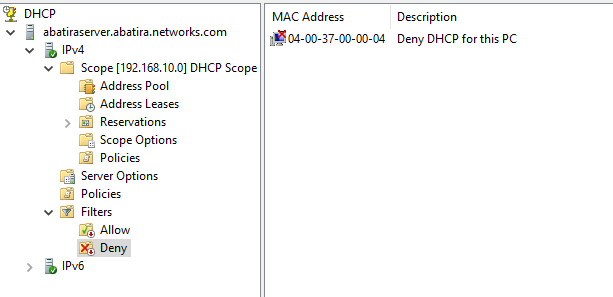 DHCP
abatiraserver.abatira.networks.com
IPv4
Scope [192.168.10.0] DHCP Scope
Address Pool
Address Leases
Reservations
Scope Options
Policies
Server Options
Policies
Filters
Allow
Deny
IPv6
MAC Address Description
04-00-37-00-00-04 Deny DHCP for this PC